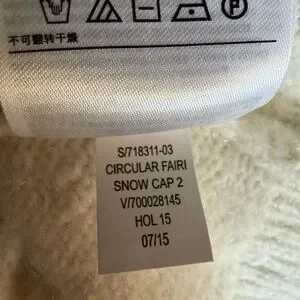 不可翻转干燥
S/718311-03
CIRCULAR FAIRI
SNOW CAP 2
V/700028145
HOL 15
07/15